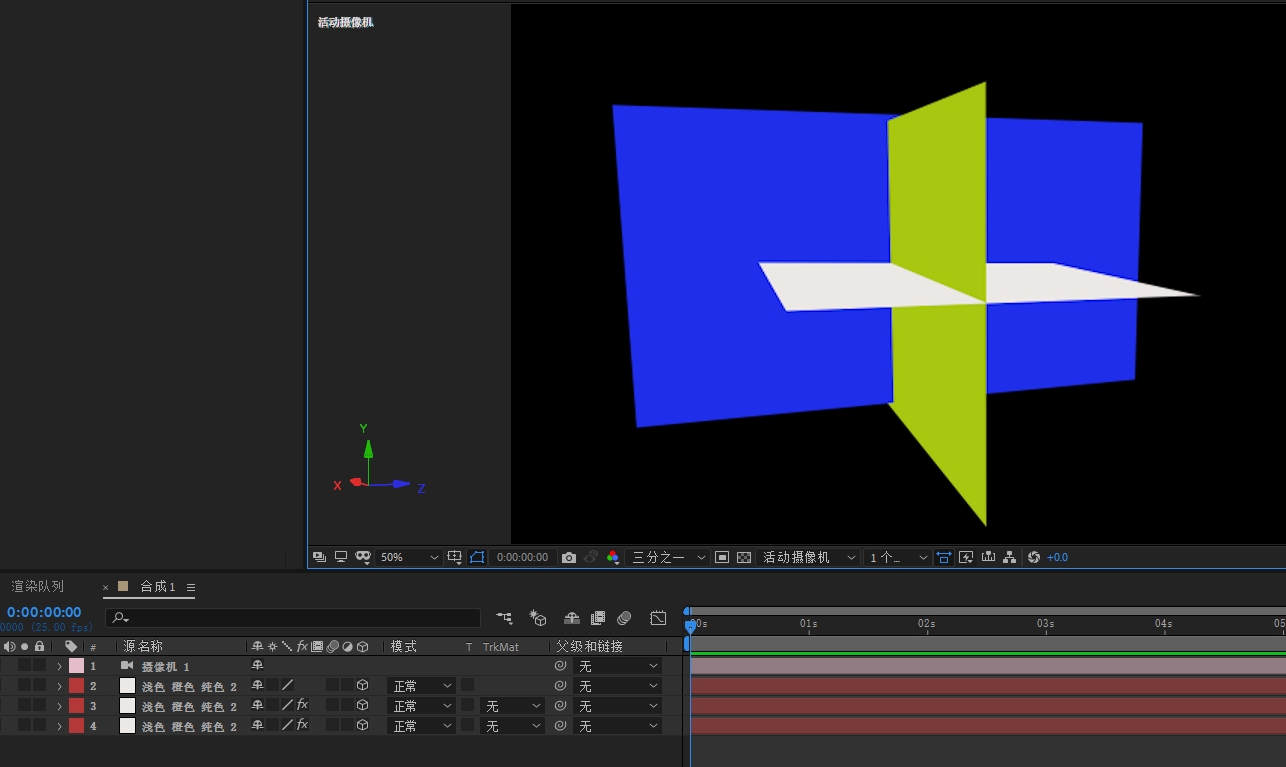 活动摄像机
Y
X
Z
50%
0:00:00:00
三分之一
活动摄像机
1 个...
+0.0
渲染队列
× 合成 1
0:00:00:00
0000 (25.00 fps)
:00s 01s 02s 03s 04s 05
# 源名称 fx 模式 T TrkMat 父级和链接
1 摄像机 1 无
2 浅色 橙色 纯色 2 正常 无
3 浅色 橙色 纯色 2 fx 正常 无 无
4 浅色 橙色 纯色 2 fx 正常 无 无